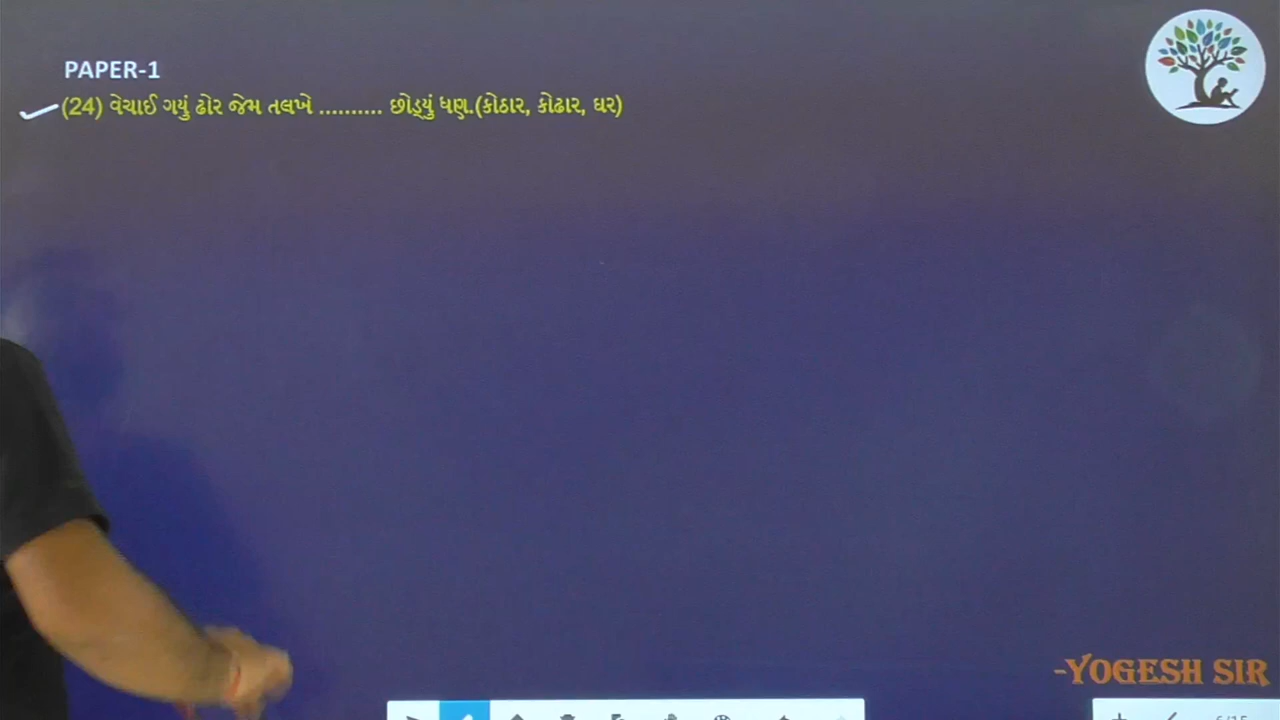 PAPER-1
(24) વેચાઈ ગયું ઢોર જેમ તલખે .......... છોડ્યું ધણ.(કોઠાર, કોઢાર, ઘર)
-YOGESH SIR